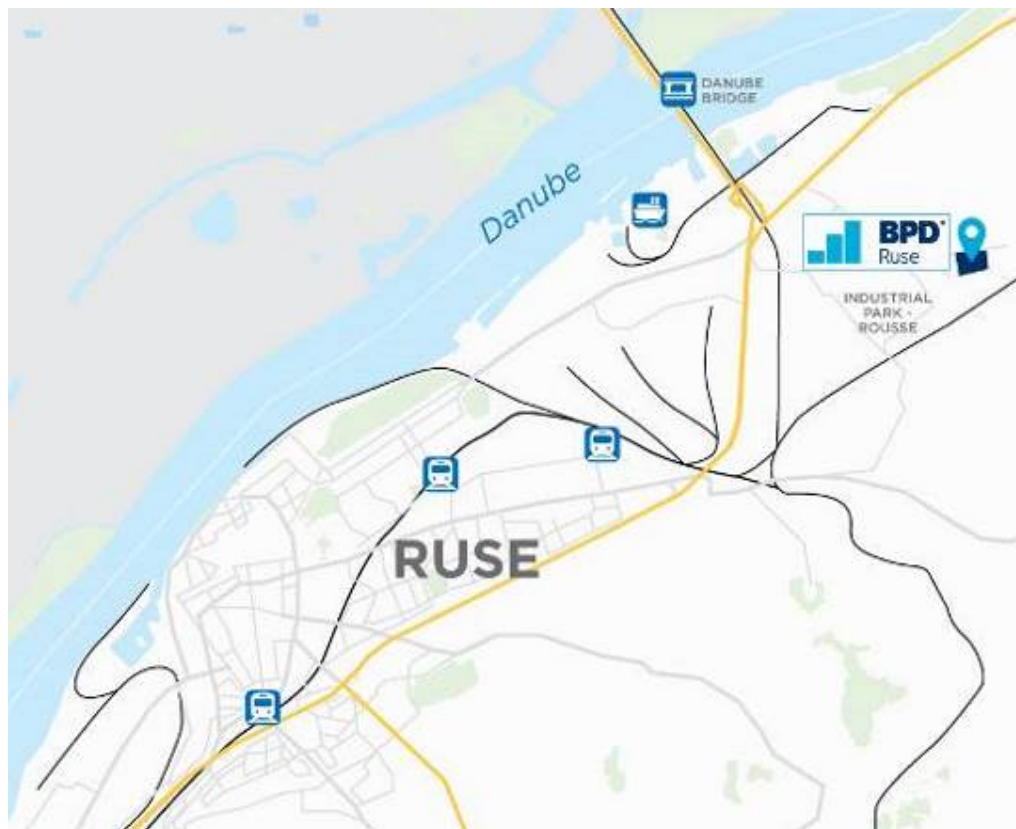 DANUBE
BRIDGE
Danube
BPD
Ruse
INDUSTRIAL
PARK -
ROUSSE
RUSE